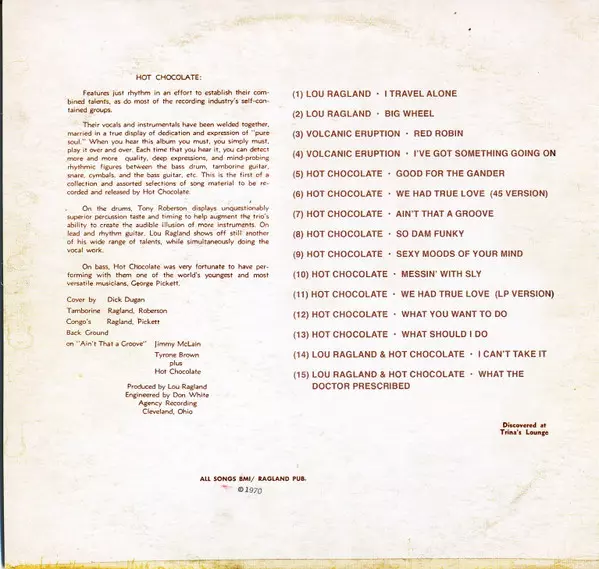 HOT CHOCOLATE:
Features just rhythm in an effort to establish their com-
bined talents, as do most of the recording industry's self-con-
tained groups.
Their vocals and instrumentals have been welded together,
married in a true display of dedication and expression of "pure
soul." When you hear this album you must, you simply must,
play it over and over. Each time that you hear it, you can detect
more and more quality, deep expressions, and mind-probing
rhythmic figures between the bass drum, tamborine guitar,
snare, cymbals, and the bass guitar, etc. This is the first of a
collection and assorted selections of song material to be re-
corded and released by Hot Chocolate.
On the drums, Tony Roberson displays unquestionably
superior percussion taste and timing to help augment the trio's
ability to create the audible illusion of more instruments. On
lead and rhythm guitar. Lou Ragland shows off still another
of his wide range of talents, while simultaneously doing the
vocal work.
On bass, Hot Chocolate was very fortunate to have per-
forming with them one of the world's youngest and most
versatile musicians, George Pickett.
Cover by Dick Dugan
Tamborine Ragland, Roberson
Congo's Ragland, Pickett
Back Ground
on "Ain't That a Groove" Jimmy McLain
Tyrone Brown
plus
Hot Chocolate
Produced by Lou Ragland
Engineered by Don White
Agency Recording
Cleveland, Ohio
(1) LOU RAGLAND · I TRAVEL ALONE
(2) LOU RAGLAND · BIG WHEEL
(3) VOLCANIC ERUPTION · RED ROBIN
(4) VOLCANIC ERUPTION · I'VE GOT SOMETHING GOING ON
(5) HOT CHOCOLATE · GOOD FOR THE GANDER
(6) HOT CHOCOLATE · WE HAD TRUE LOVE (45 VERSION)
(7) HOT CHOCOLATE · AIN'T THAT A GROOVE
(8) HOT CHOCOLATE · SO DAM FUNKY
(9) HOT CHOCOLATE · SEXY MOODS OF YOUR MIND
(10) HOT CHOCOLATE · MESSIN' WITH SLY
(11) HOT CHOCOLATE · WE HAD TRUE LOVE (LP VERSION)
(12) HOT CHOCOLATE · WHAT YOU WANT TO DO
(13) HOT CHOCOLATE · WHAT SHOULD I DO
(14) LOU RAGLAND & HOT CHOCOLATE · I CAN'T TAKE IT
(15) LOU RAGLAND & HOT CHOCOLATE · WHAT THE
DOCTOR PRESCRIBED
Discovered at
Trina's Lounge
ALL SONGS BMI/ RAGLAND PUB.
©1970